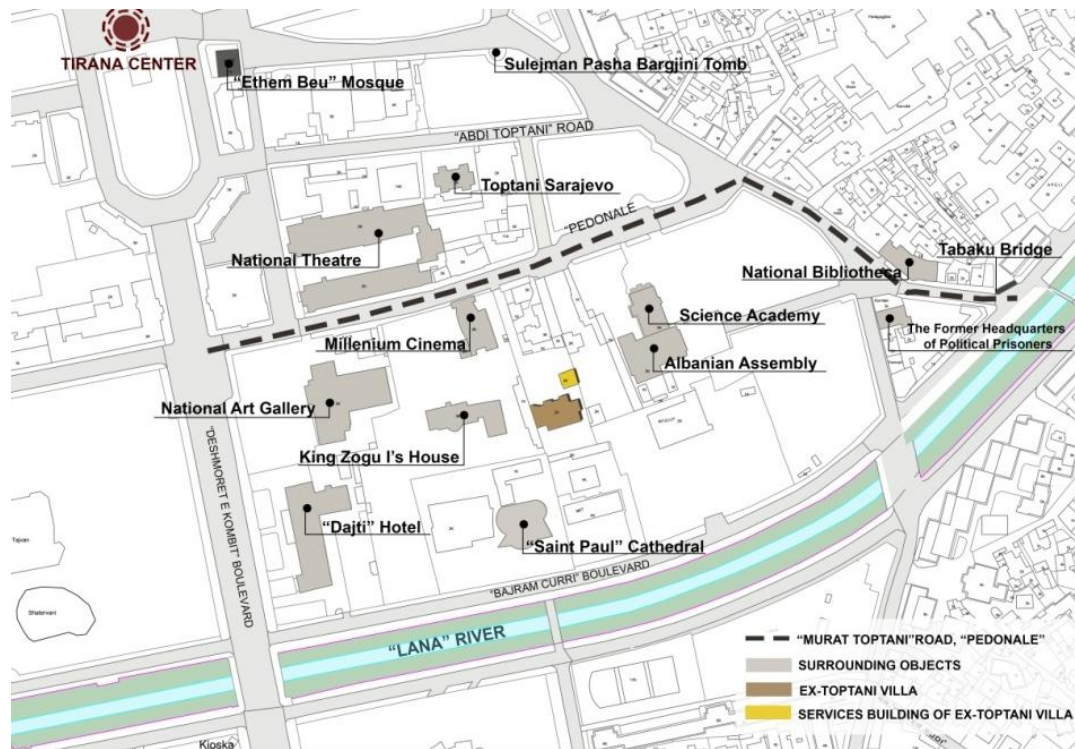 TIRANA CENTER
“Ethem Beu” Mosque
Sulejman Pasha Bargjini Tomb
“ABDI TOPTANI” ROAD
Toptani Sarajevo
“PEDONALE
National Theatre
Tabaku Bridge
National Bibliotheca
Science Academy
The Former Headquarters
of Political Prisoners
Millenium Cinema
Albanian Assembly
National Art Gallery
King Zogu I’s House
“DESHMORET E KOMBIT” BOULEVARD
“Dajti” Hotel
“Saint Paul” Cathedral
Tajvan
“BAJRAM CURRI” BOULEVARD
Shatervani
“LANA” RIVER
Kioska
“MURAT TOPTANI”ROAD, “PEDONALE”
SURROUNDING OBJECTS
EX-TOPTANI VILLA
SERVICES BUILDING OF EX-TOPTANI VILLA